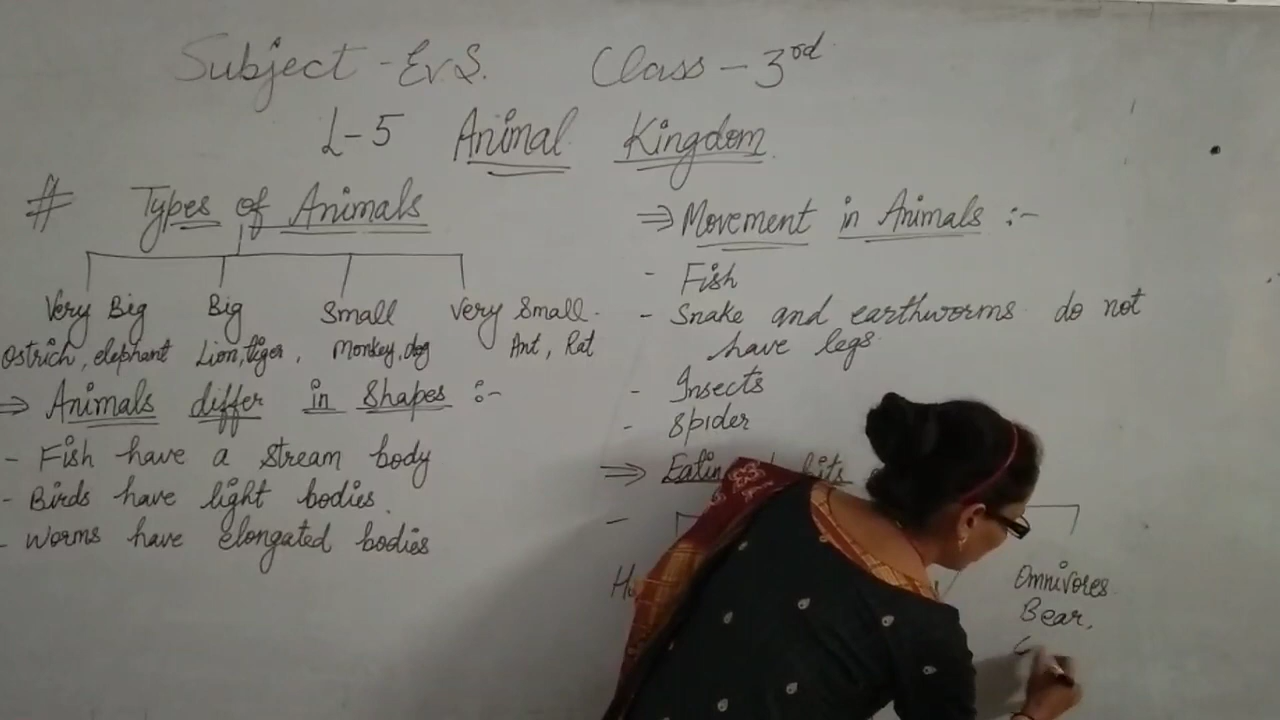 Subject - EvS. Class - 3rd
L-5 Animal Kingdom
# Types of Animals
Very Big Big Small Very Small.
Ostrich, elephant Lion, tiger, Monkey, dog Ant, Rat
⇒ Animals differ in Shapes :-
- Fish have a stream body
- Birds have light bodies.
- Worms have elongated bodies
⇒ Movement in Animals :-
- Fish
- Snake and earthworms do not
have legs
- Insects
- Spider
⇒
-
Omnivores
Bear,